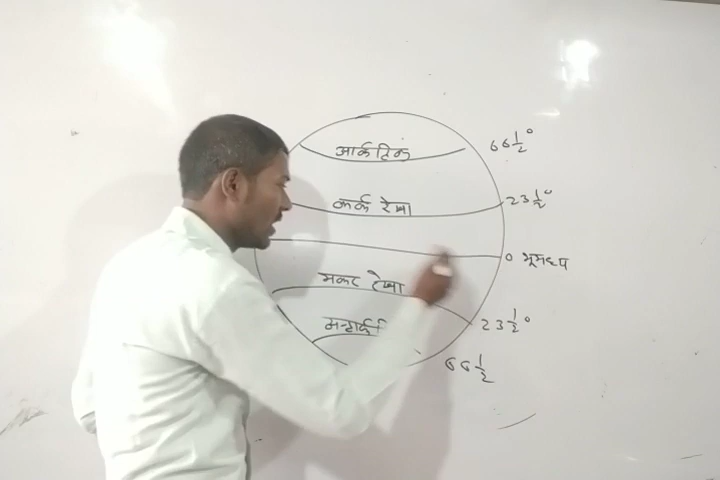 आर्कटिक 66 1/2°
कर्क रेखा 23 1/2°
0 भूमध्य
मकर रेखा
23 1/2°
66 1/2